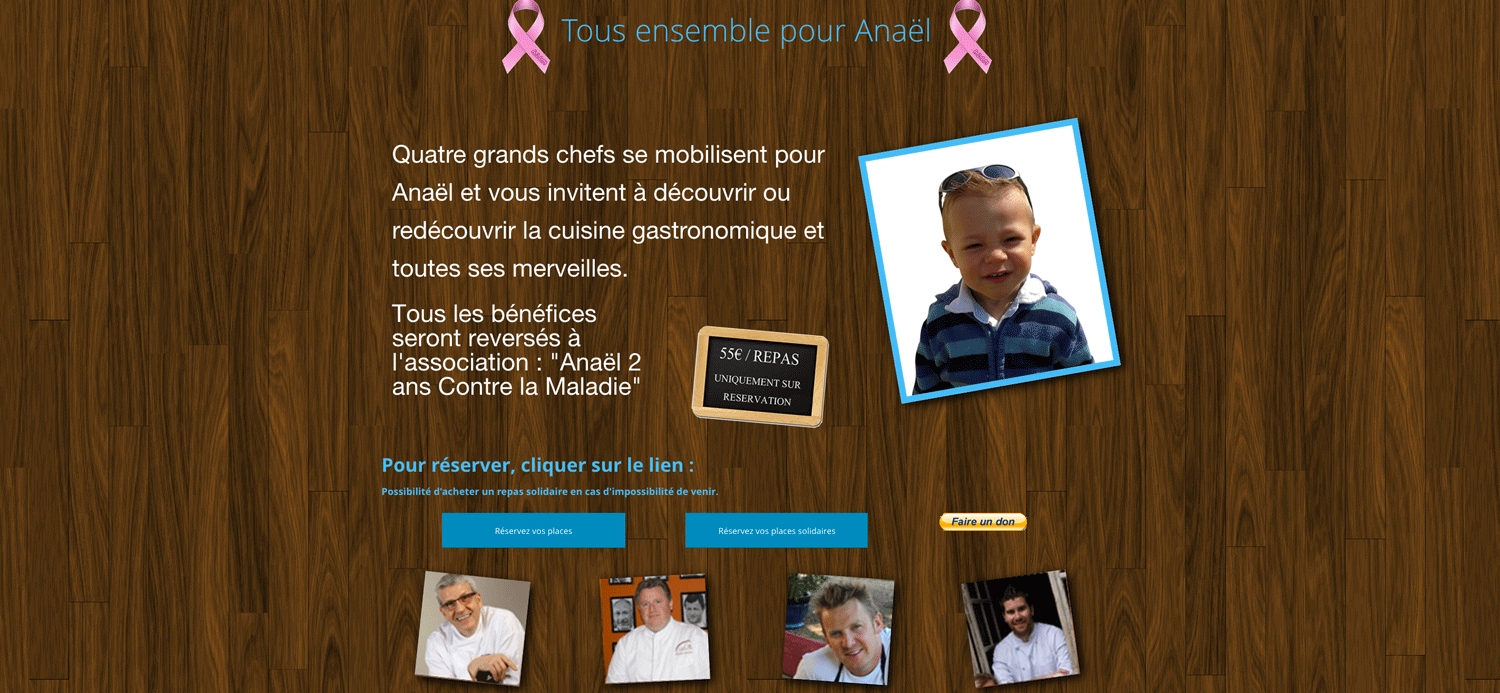 Tous ensemble pour Anaël
Quatre grands chefs se mobilisent pour
Anaël et vous invitent à découvrir ou
redécouvrir la cuisine gastronomique et
toutes ses merveilles.
Tous les bénéfices
seront reversés à
l'association : "Anaël 2
ans Contre la Maladie"
55€ / REPAS
UNIQUEMENT SUR
RESERVATION
Pour réserver, cliquer sur le lien :
Possibilité d'acheter un repas solidaire en cas d'impossibilité de venir.
Réservez vos places
Réservez vos places solidaires
Faire un don